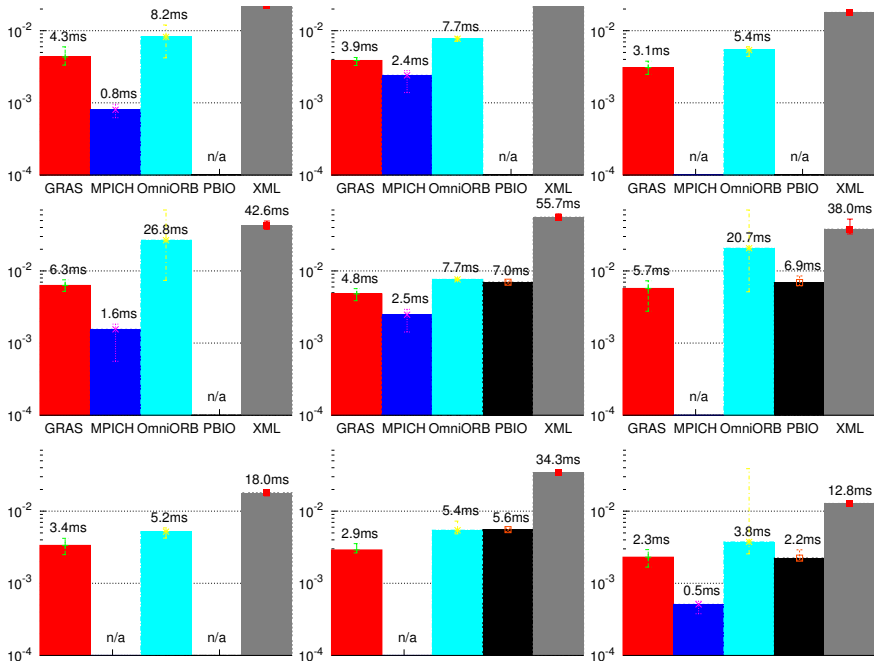 8.2ms 7.7ms
10-2 4.3ms 10-2 3.9ms 10-2 5.4ms
2.4ms 3.1ms
0.8ms
10-3 10-3 10-3
n/a n/a n/a n/a
10-4 10-4 10-4
GRAS MPICH OmniORB PBIO XML GRAS MPICH OmniORB PBIO XML GRAS MPICH OmniORB PBIO XML
42.6ms 55.7ms 38.0ms
26.8ms 20.7ms
10-2 6.3ms 10-2 4.8ms 7.7ms 7.0ms 10-2 5.7ms 6.9ms
1.6ms 2.5ms
10-3 10-3 10-3
n/a n/a
10-4 10-4 10-4
GRAS MPICH OmniORB PBIO XML GRAS MPICH OmniORB PBIO XML GRAS MPICH OmniORB PBIO XML
18.0ms 34.3ms 12.8ms
10-2 3.4ms 5.2ms 10-2 2.9ms 5.4ms 5.6ms 10-2 2.3ms 3.8ms 2.2ms
0.5ms
10-3 10-3 10-3
n/a n/a n/a
10-4 10-4 10-4